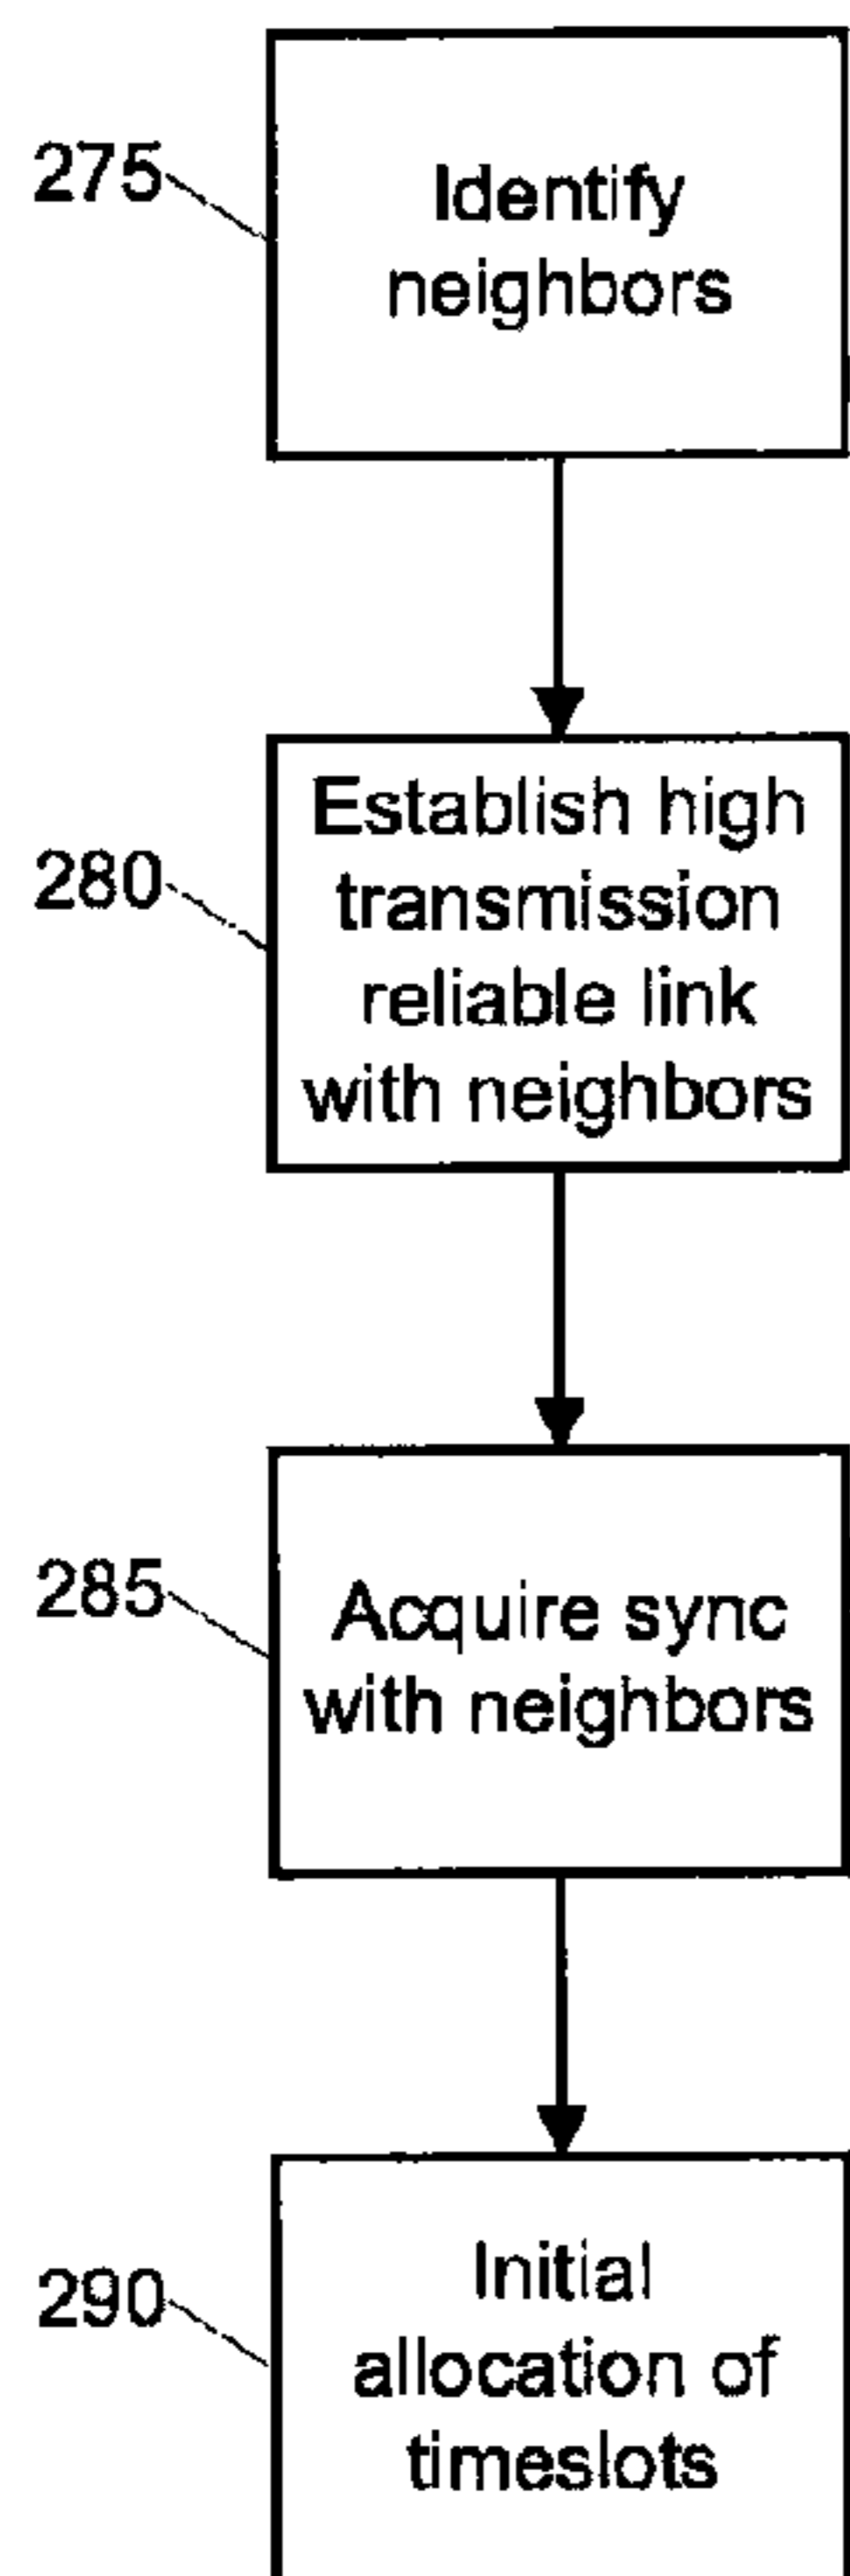 275
Identify
neighbors
280
Establish high
transmission
reliable link
with neighbors
285
Acquire sync
with neighbors
290
Initial
allocation of
timeslots